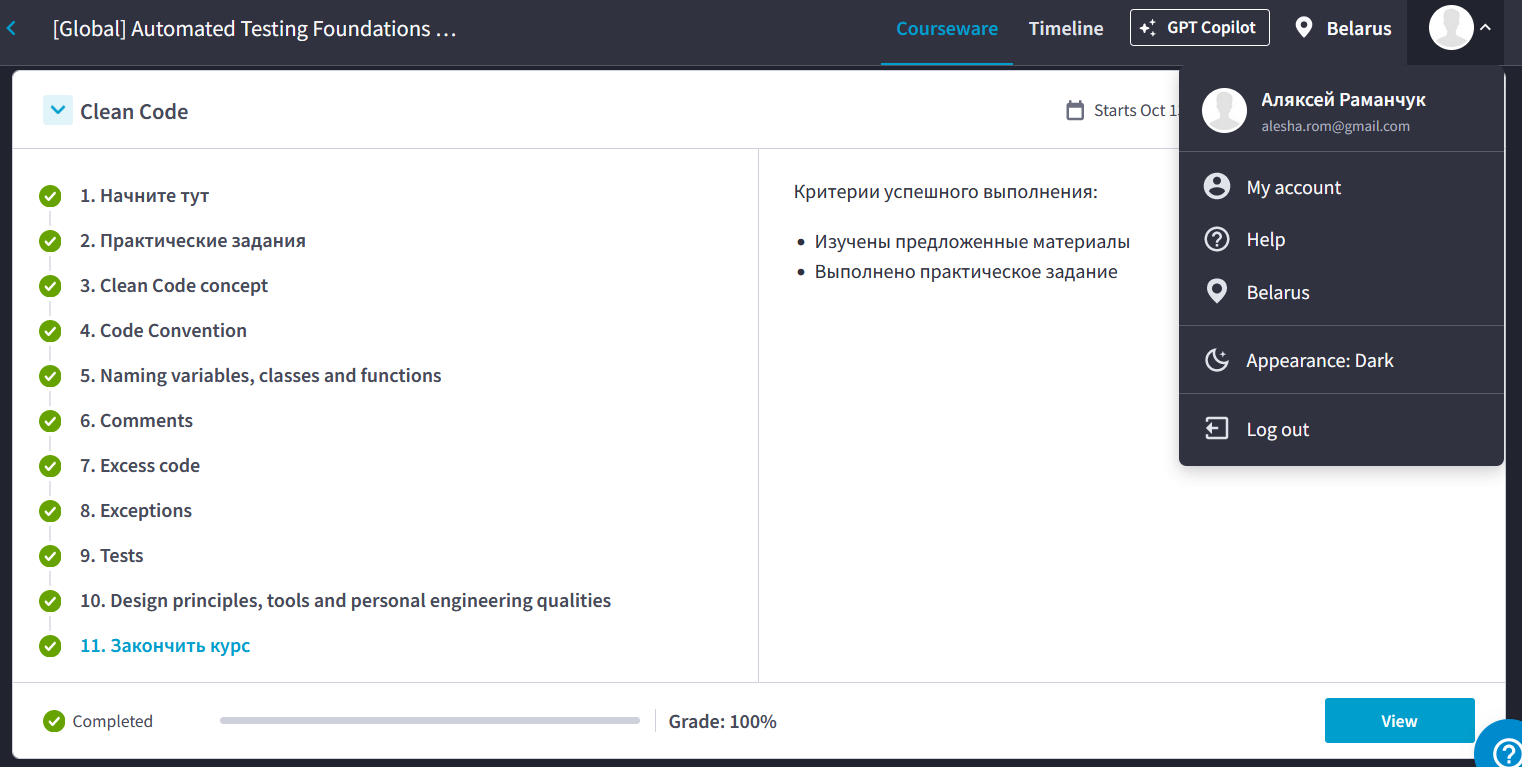 [Global] Automated Testing Foundations ...
Courseware
Timeline
GPT Copilot
Belarus
Clean Code
Starts Oct
1. Начните тут
2. Практические задания
3. Clean Code concept
4. Code Convention
5. Naming variables, classes and functions
6. Comments
7. Excess code
8. Exceptions
9. Tests
10. Design principles, tools and personal engineering qualities
11. Закончить курс
Критерии успешного выполнения:
• Изучены предложенные материалы
• Выполнено практическое задание
Аляксей Раманчук
alesha.rom@gmail.com
My account
Help
Belarus
Appearance: Dark
Log out
Completed
Grade: 100%
View